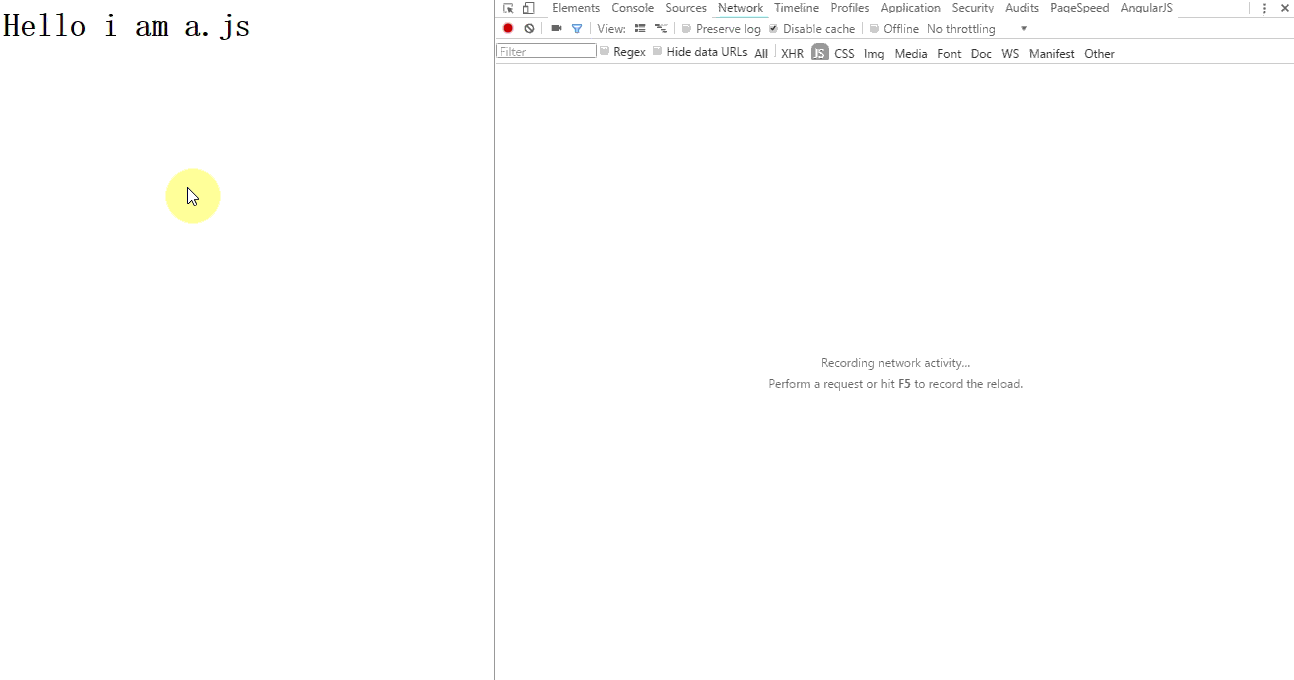 Hello i am a.js
Elements Console Sources Network Timeline Profiles Application Security Audits PageSpeed AngularJS
View: Preserve log Disable cache Offline No throttling
Filter Regex Hide data URLs All XHR JS CSS Img Media Font Doc WS Manifest Other
Recording network activity...
Perform a request or hit F5 to record the reload.